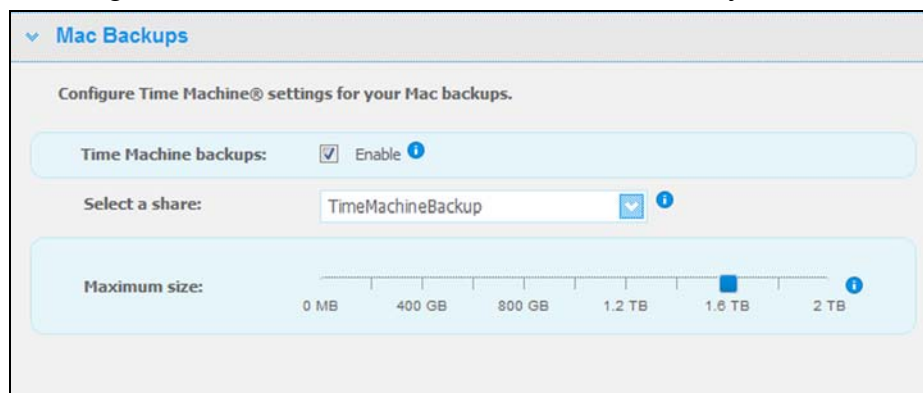 Mac Backups
Configure Time Machine® settings for your Mac backups.
Time Machine backups: Enable
Select a share: TimeMachineBackup
Maximum size:
0 MB 400 GB 800 GB 1.2 TB 1.6 TB 2 TB